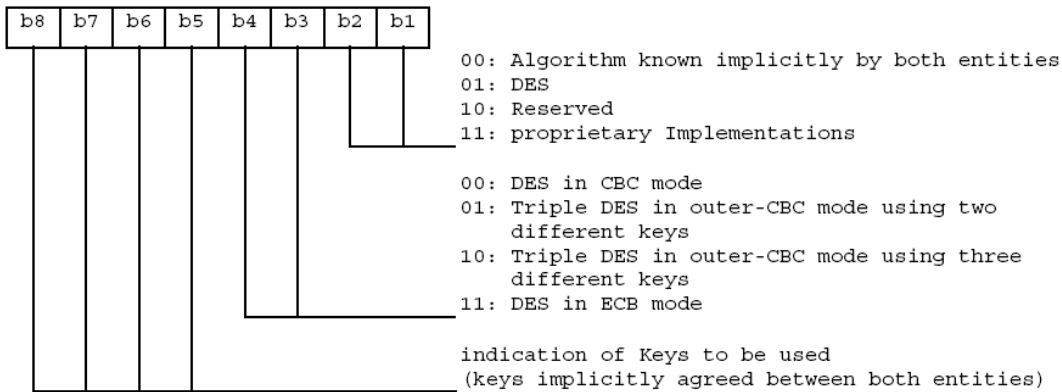 b8 b7 b6 b5 b4 b3 b2 b1
00: Algorithm known implicitly by both entities
01: DES
10: Reserved
11: proprietary Implementations
00: DES in CBC mode
01: Triple DES in outer-CBC mode using two
different keys
10: Triple DES in outer-CBC mode using three
different keys
11: DES in ECB mode
indication of Keys to be used
(keys implicitly agreed between both entities)